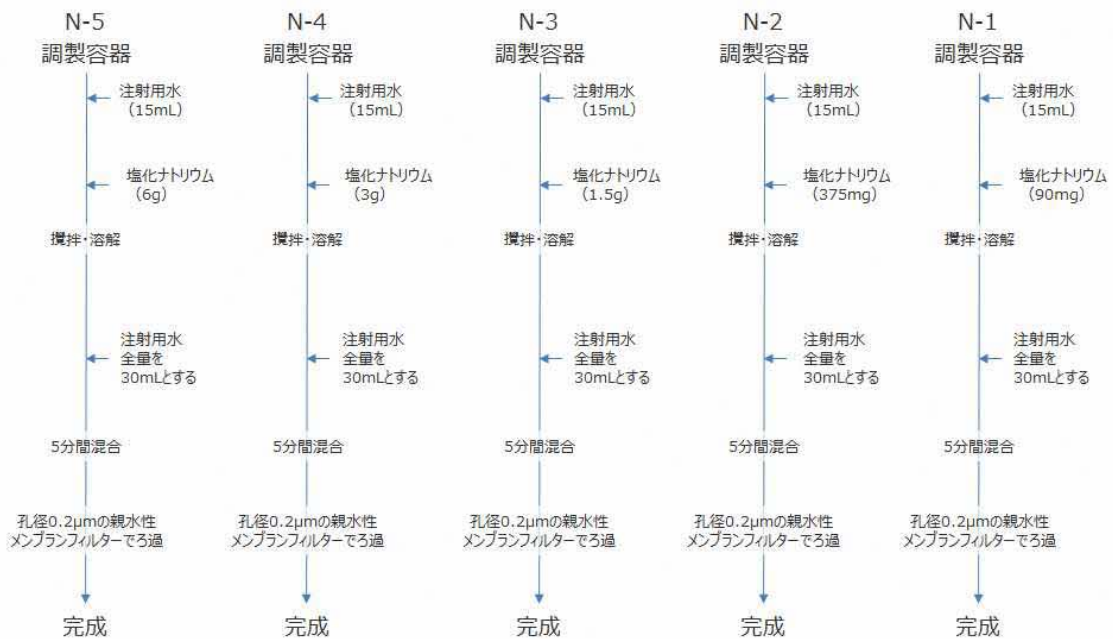 N-5
調製容器
注射用水
（15mL）
塩化ナトリウム
（6g）
攪拌・溶解
注射用水
全量を
30mLとする
5分間混合
孔径0.2μmの親水性
メンブランフィルターでろ過
完成
N-4
調製容器
注射用水
（15mL）
塩化ナトリウム
（3g）
攪拌・溶解
注射用水
全量を
30mLとする
5分間混合
孔径0.2μmの親水性
メンブランフィルターでろ過
完成
N-3
調製容器
注射用水
（15mL）
塩化ナトリウム
（1.5g）
攪拌・溶解
注射用水
全量を
30mLとする
5分間混合
孔径0.2μmの親水性
メンブランフィルターでろ過
完成
N-2
調製容器
注射用水
（15mL）
塩化ナトリウム
（375mg）
攪拌・溶解
注射用水
全量を
30mLとする
5分間混合
孔径0.2μmの親水性
メンブランフィルターでろ過
完成
N-1
調製容器
注射用水
（15mL）
塩化ナトリウム
（90mg）
攪拌・溶解
注射用水
全量を
30mLとする
5分間混合
孔径0.2μmの親水性
メンブランフィルターでろ過
完成